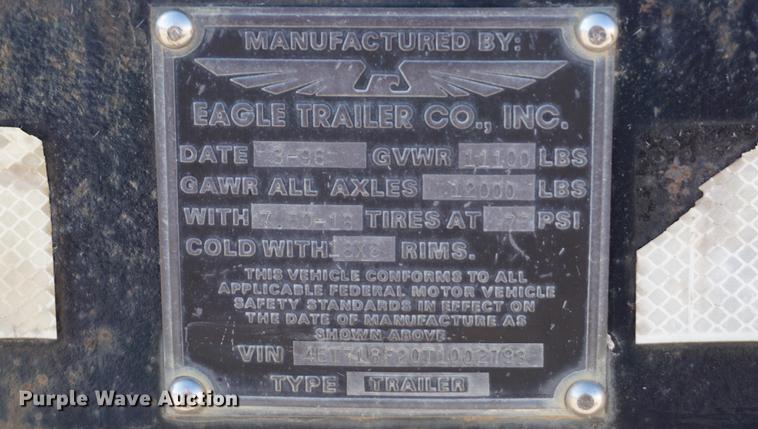 MANUFACTURED BY:
EAGLE TRAILER CO., INC.
DATE 3-96 GVWR 11100 LBS
GAWR ALL AXLES 12000 LBS
WITH TIRES AT PSI
COLD WITH RIMS.
THIS VEHICLE CONFORMS TO ALL
APPLICABLE FEDERAL MOTOR VEHICLE
SAFETY STANDARDS IN EFFECT ON
THE DATE OF MANUFACTURE AS
SHOWN ABOVE
VIN
TYPE TRAILER
Purple Wave Auction